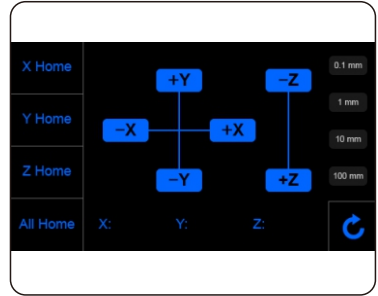 X Home
Y Home
Z Home
All Home
+Y
−X
+X
−Y
−Z
+Z
0.1 mm
1 mm
10 mm
100 mm
X:
Y:
Z: